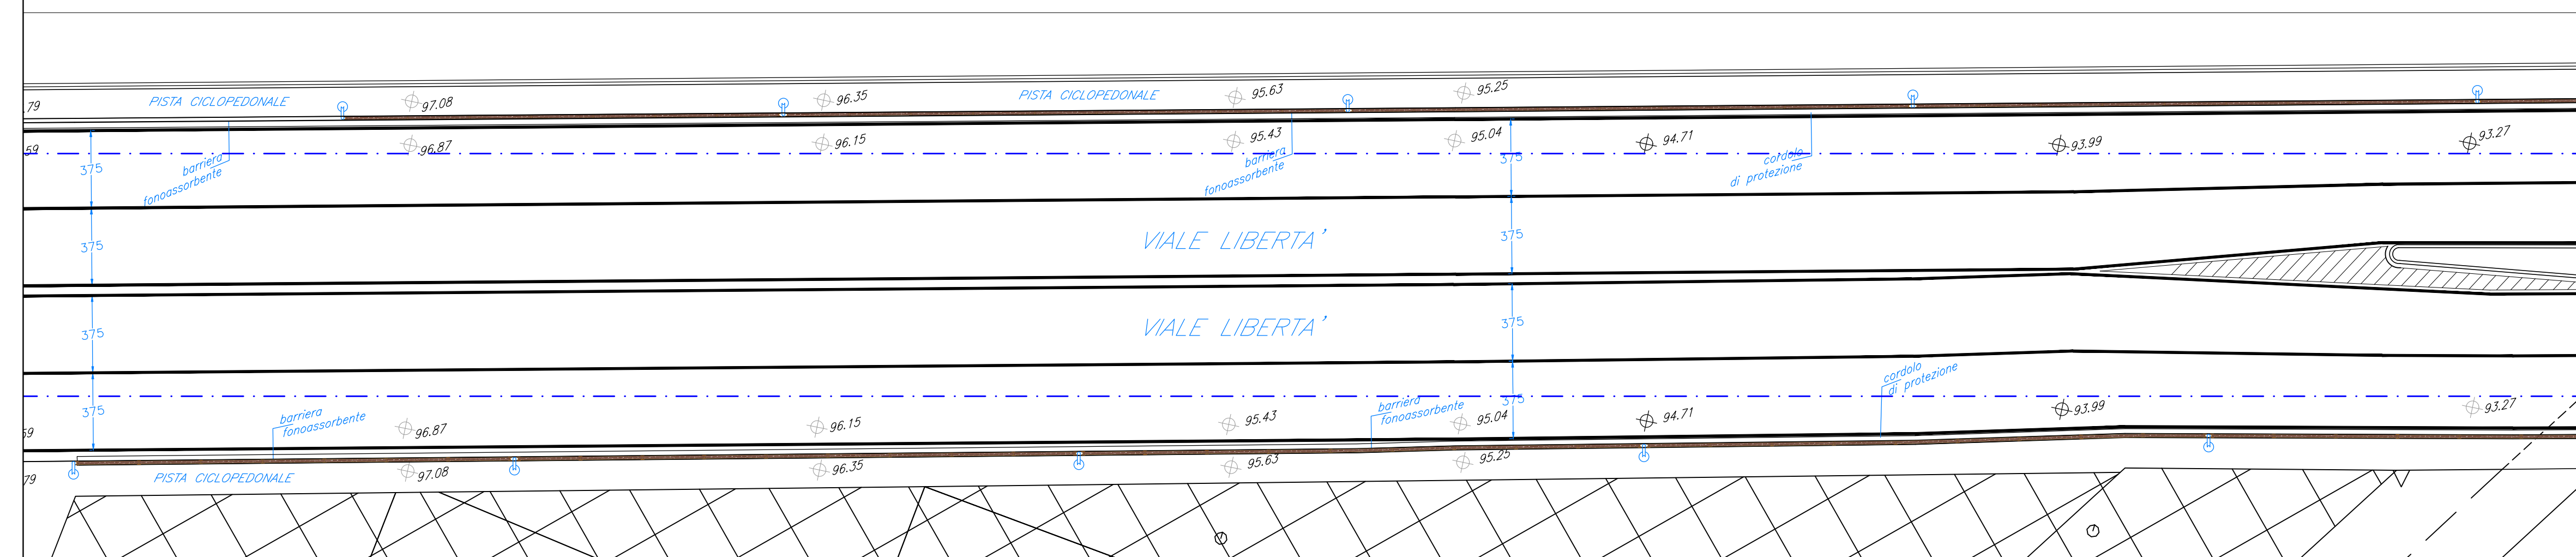 .79
PISTA CICLOPEDONALE
97.08
96.35
PISTA CICLOPEDONALE
95.63
95.25
59
375
barriera
fonoassorbente
96.87
96.15
95.43
barriera
fonoassorbente
95.04
375
94.71
cordolo
di protezione
93.99
93.27
375
VIALE LIBERTA'
375
375
VIALE LIBERTA'
375
375
barriera
fonoassorbente
96.87
96.15
95.43
barriera
fonoassorbente
95.04
375
94.71
cordolo
di protezione
93.99
93.27
59
79
PISTA CICLOPEDONALE
97.08
96.35
95.63
95.25